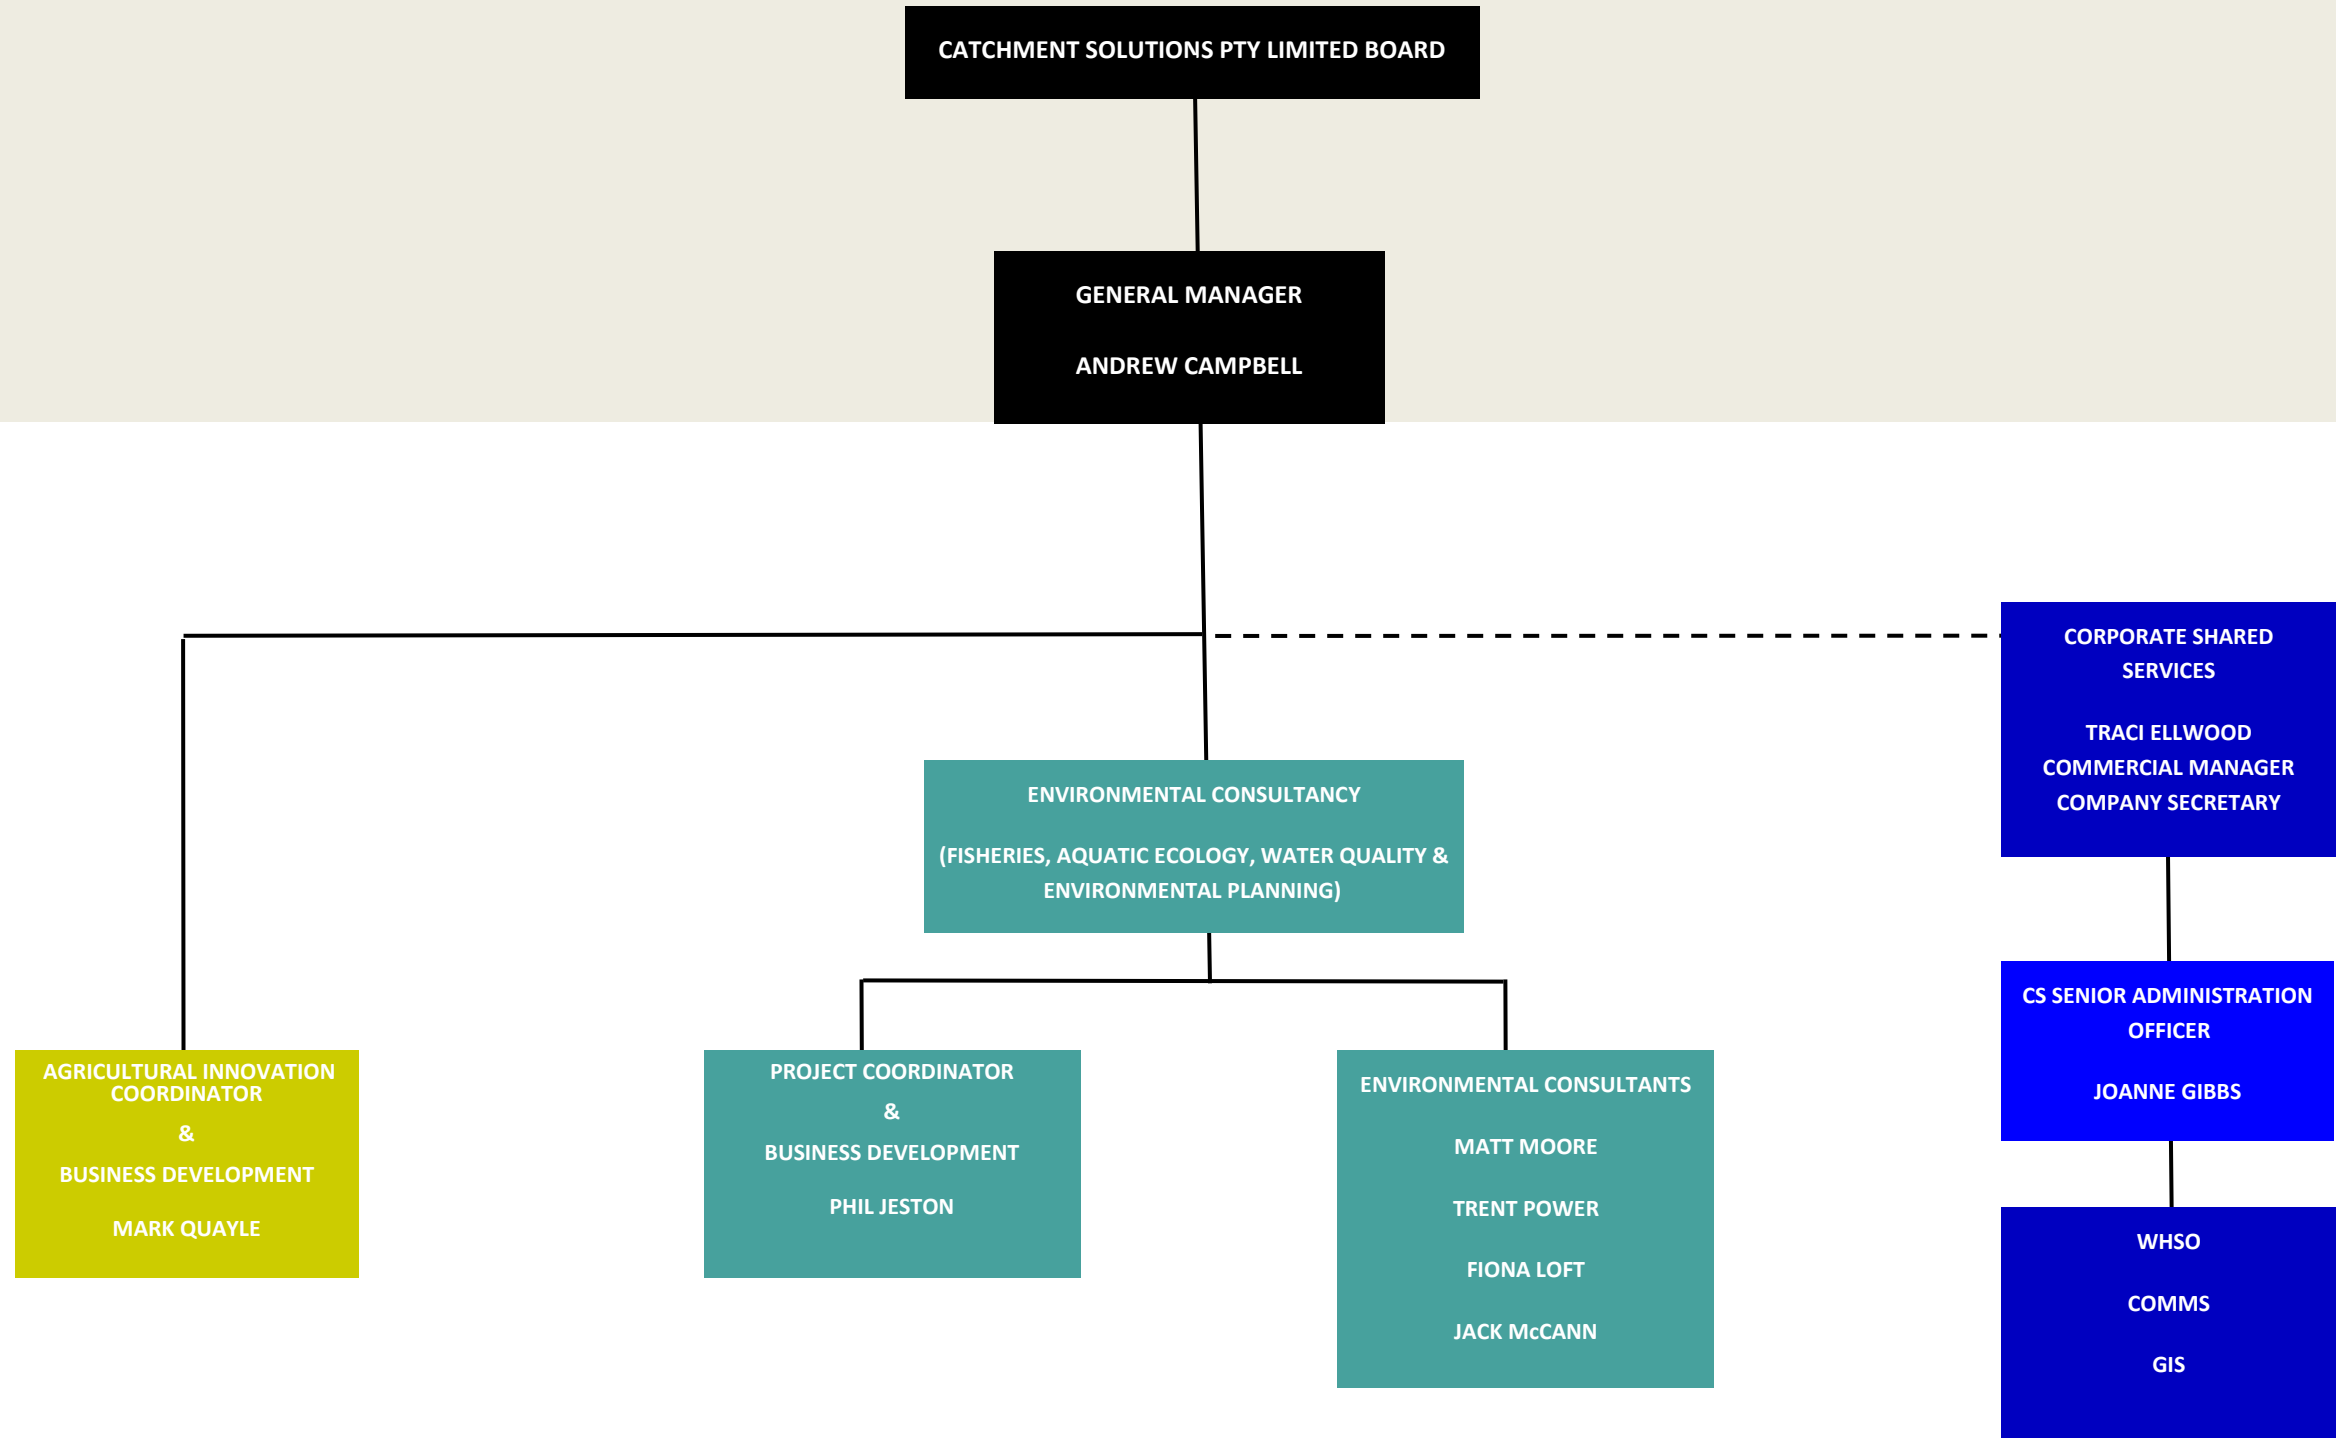 CATCHMENT SOLUTIONS PTY LIMITED BOARD
GENERAL MANAGER
ANDREW CAMPBELL
CORPORATE SHARED
SERVICES
TRACI ELLWOOD
COMMERCIAL MANAGER
COMPANY SECRETARY
ENVIRONMENTAL CONSULTANCY
(FISHERIES, AQUATIC ECOLOGY, WATER QUALITY &
ENVIRONMENTAL PLANNING)
CS SENIOR ADMINISTRATION
OFFICER
JOANNE GIBBS
AGRICULTURAL INNOVATION
COORDINATOR
&
BUSINESS DEVELOPMENT
MARK QUAYLE
PROJECT COORDINATOR
&
BUSINESS DEVELOPMENT
PHIL JESTON
ENVIRONMENTAL CONSULTANTS
MATT MOORE
TRENT POWER
FIONA LOFT
JACK McCANN
WHSO
COMMS
GIS